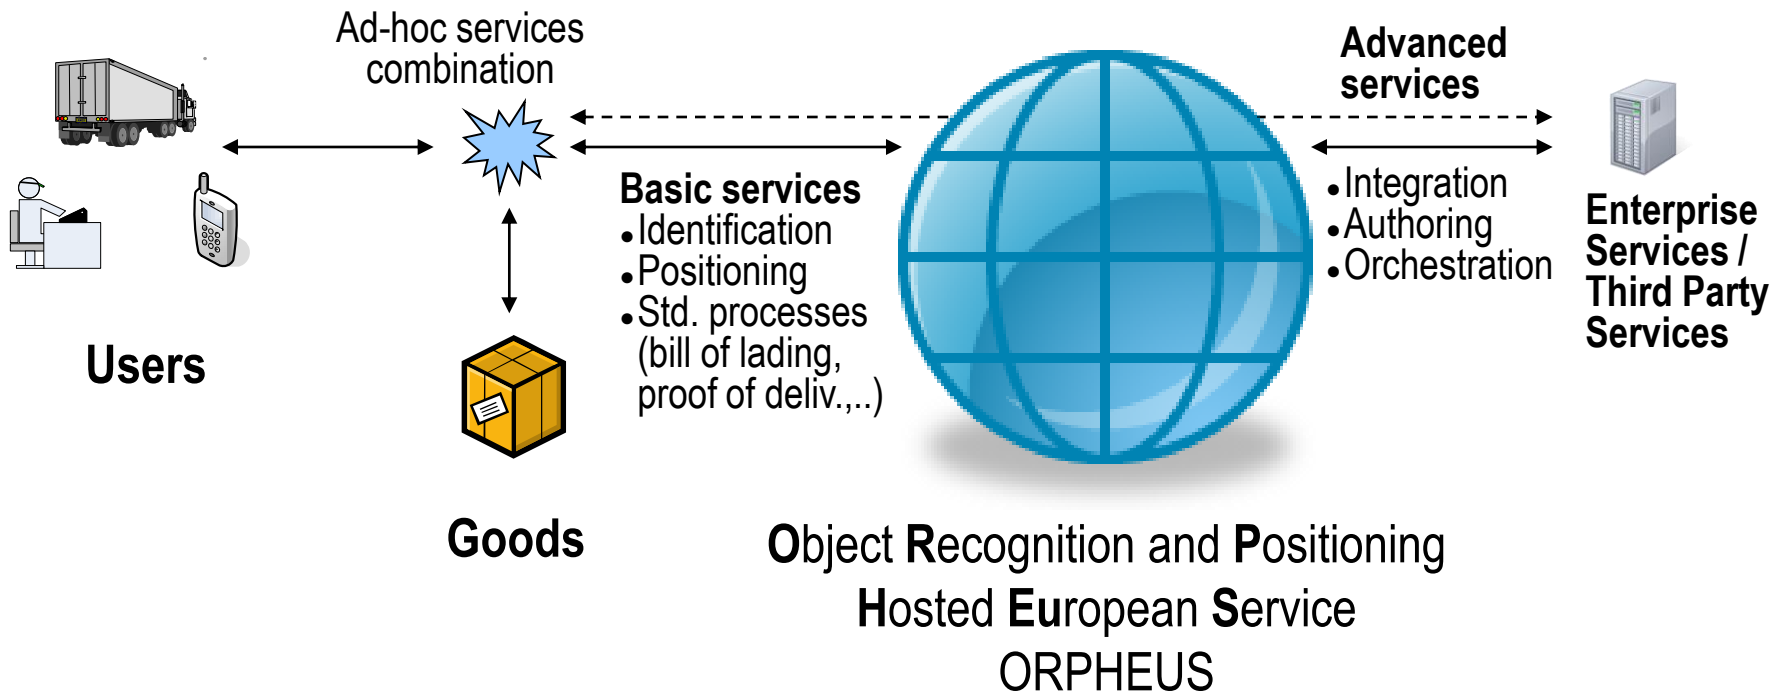 Ad-hoc services
combination
Advanced
services
Basic services
•Identification
•Positioning
•Std. processes
(bill of lading,
proof of deliv.,..)
•Integration
•Authoring
•Orchestration
Enterprise
Services /
Third Party
Services
Users
Goods
Object Recognition and Positioning
Hosted European Service
ORPHEUS